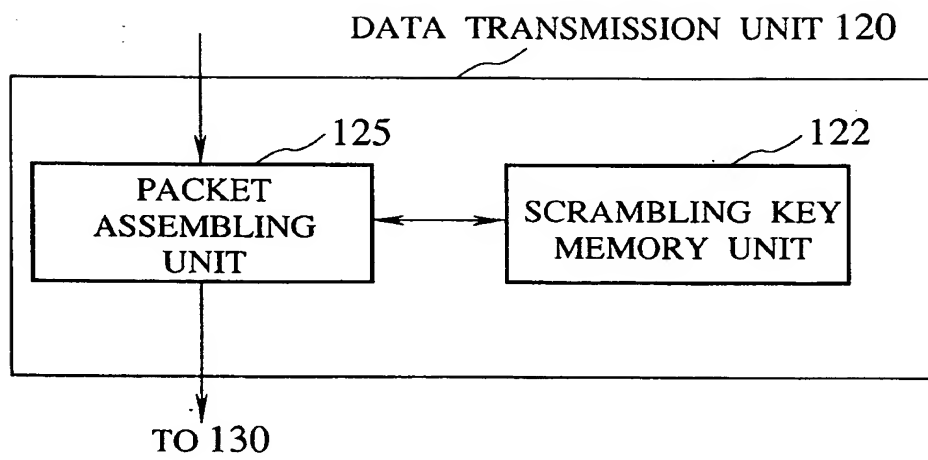 DATA TRANSMISSION UNIT 120
125
122
PACKET
ASSEMBLING
UNIT
SCRAMBLING KEY
MEMORY UNIT
TO 130